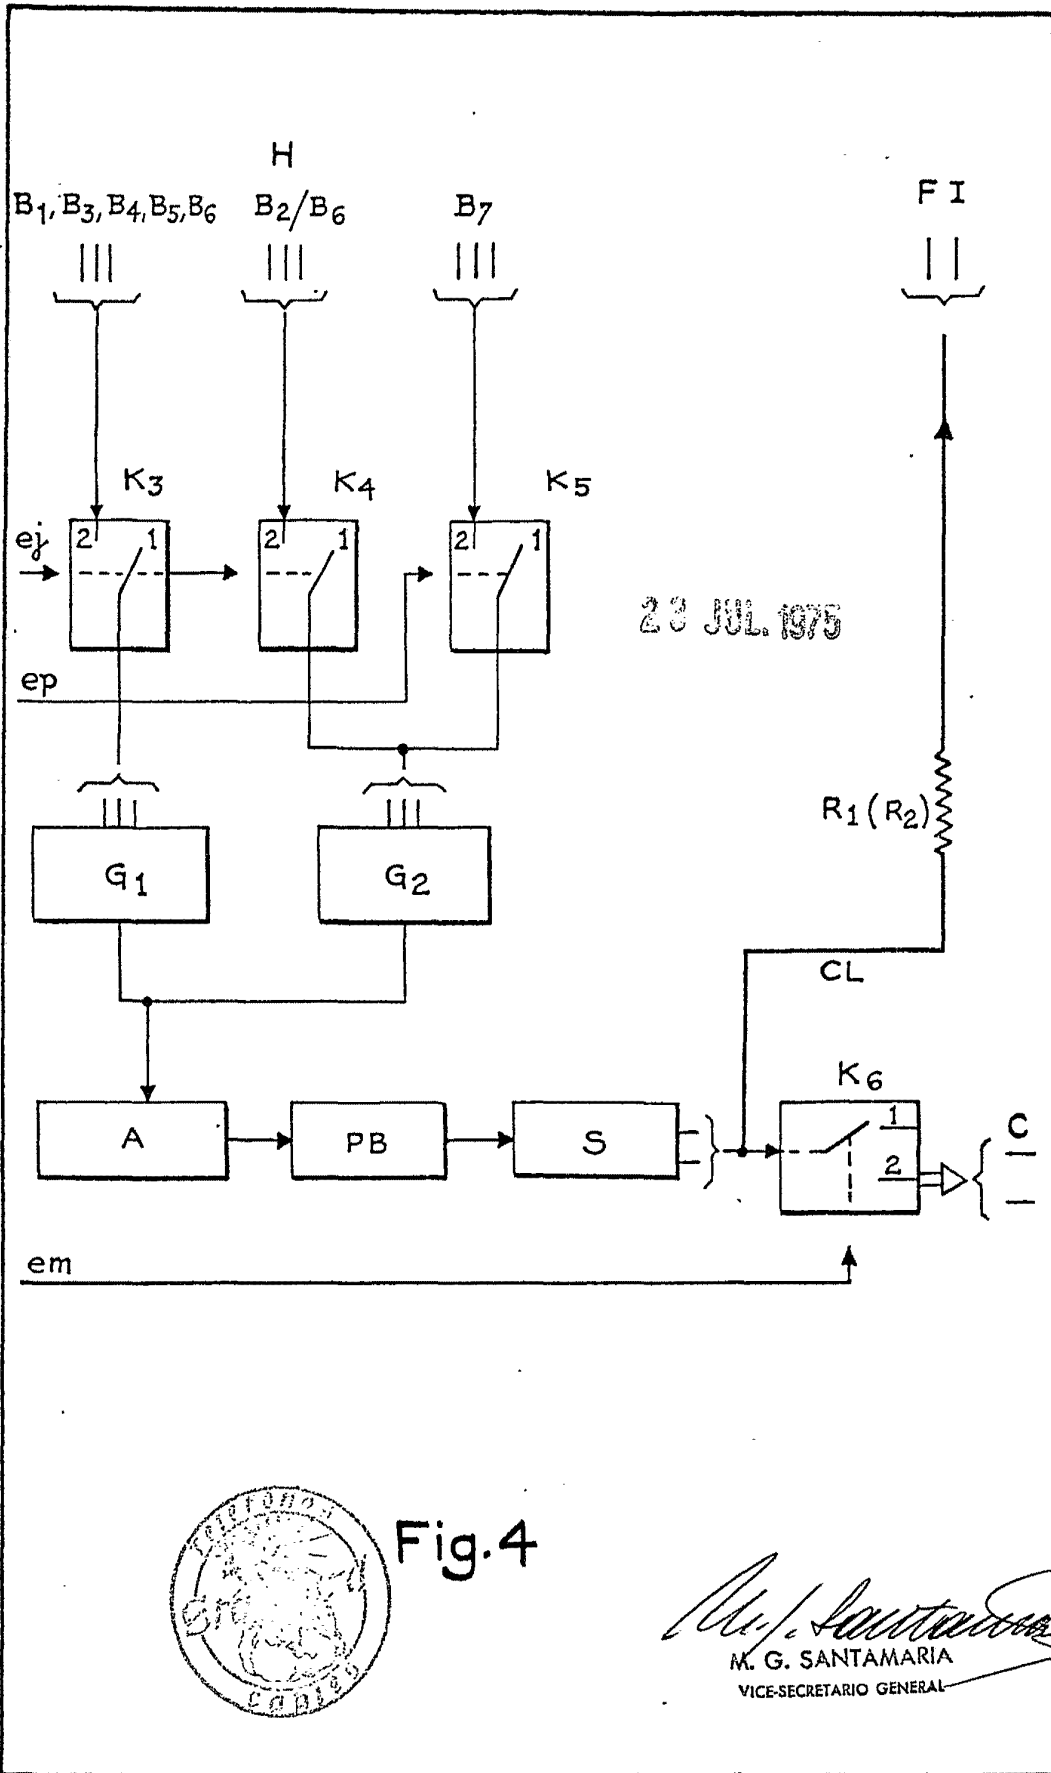 H
B1, B3, B4, B5, B6
B2/B6
B7
F I
K3
K4
K5
2 1
2 1
2 1
ej
ep
23 JUL. 1975
R1 (R2)
G1
G2
CL
K6
A
PB
S
1
2
C
em
Fig. 4
M. G. SANTAMARIA
VICE-SECRETARIO GENERAL